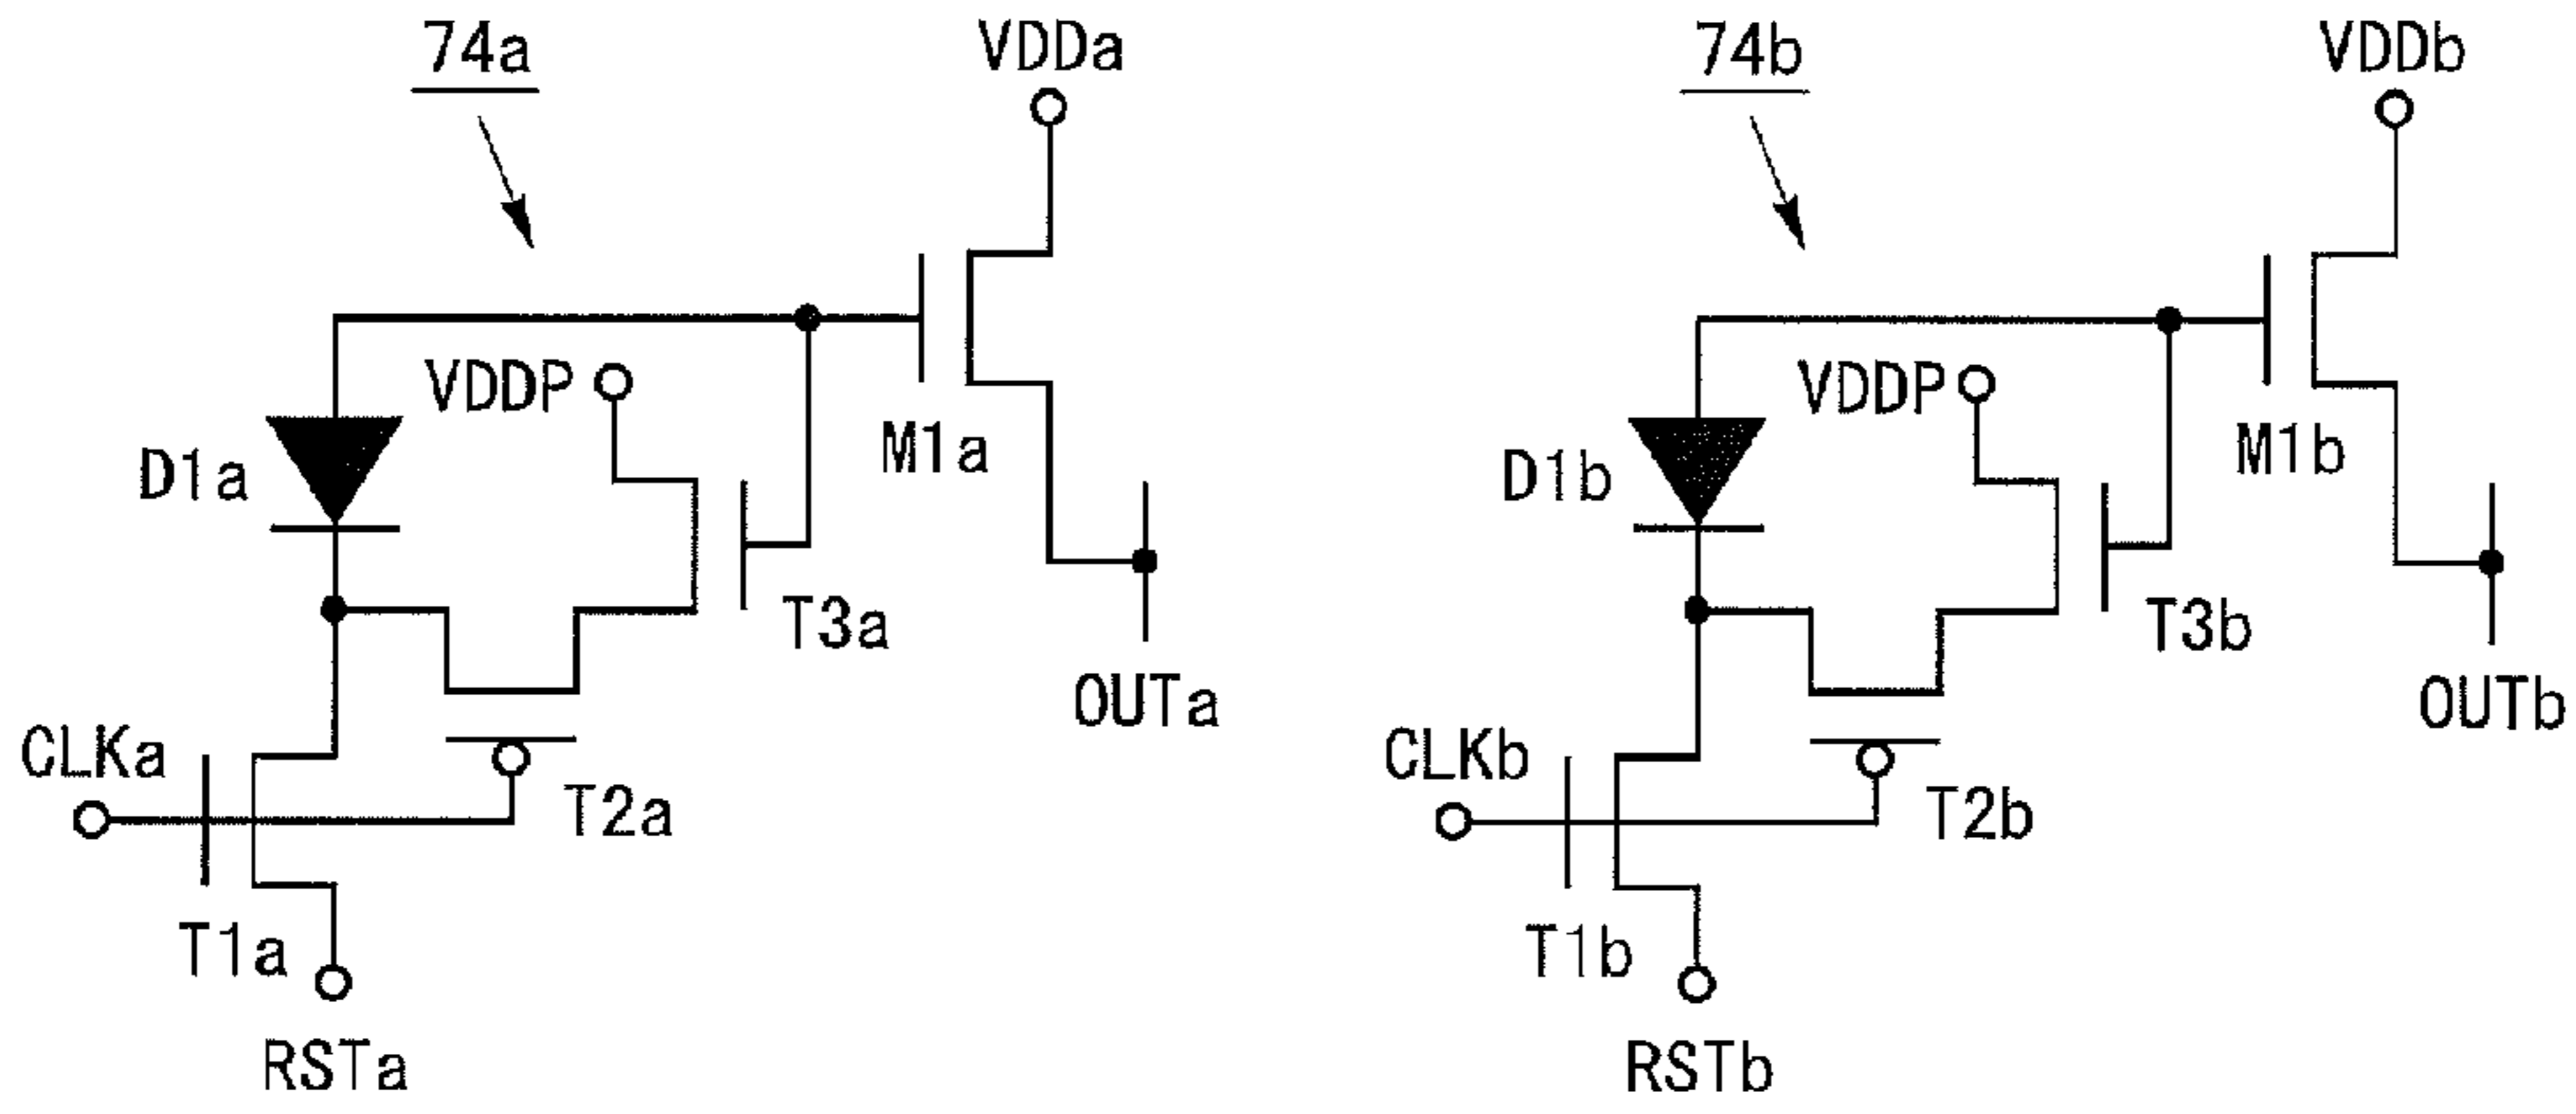 74a
VDDa
VDDP
D1a
M1a
T3a
OUTa
CLKa
T2a
T1a
RSTa
74b
VDDb
VDDP
D1b
M1b
T3b
OUTb
CLKb
T2b
T1b
RSTb